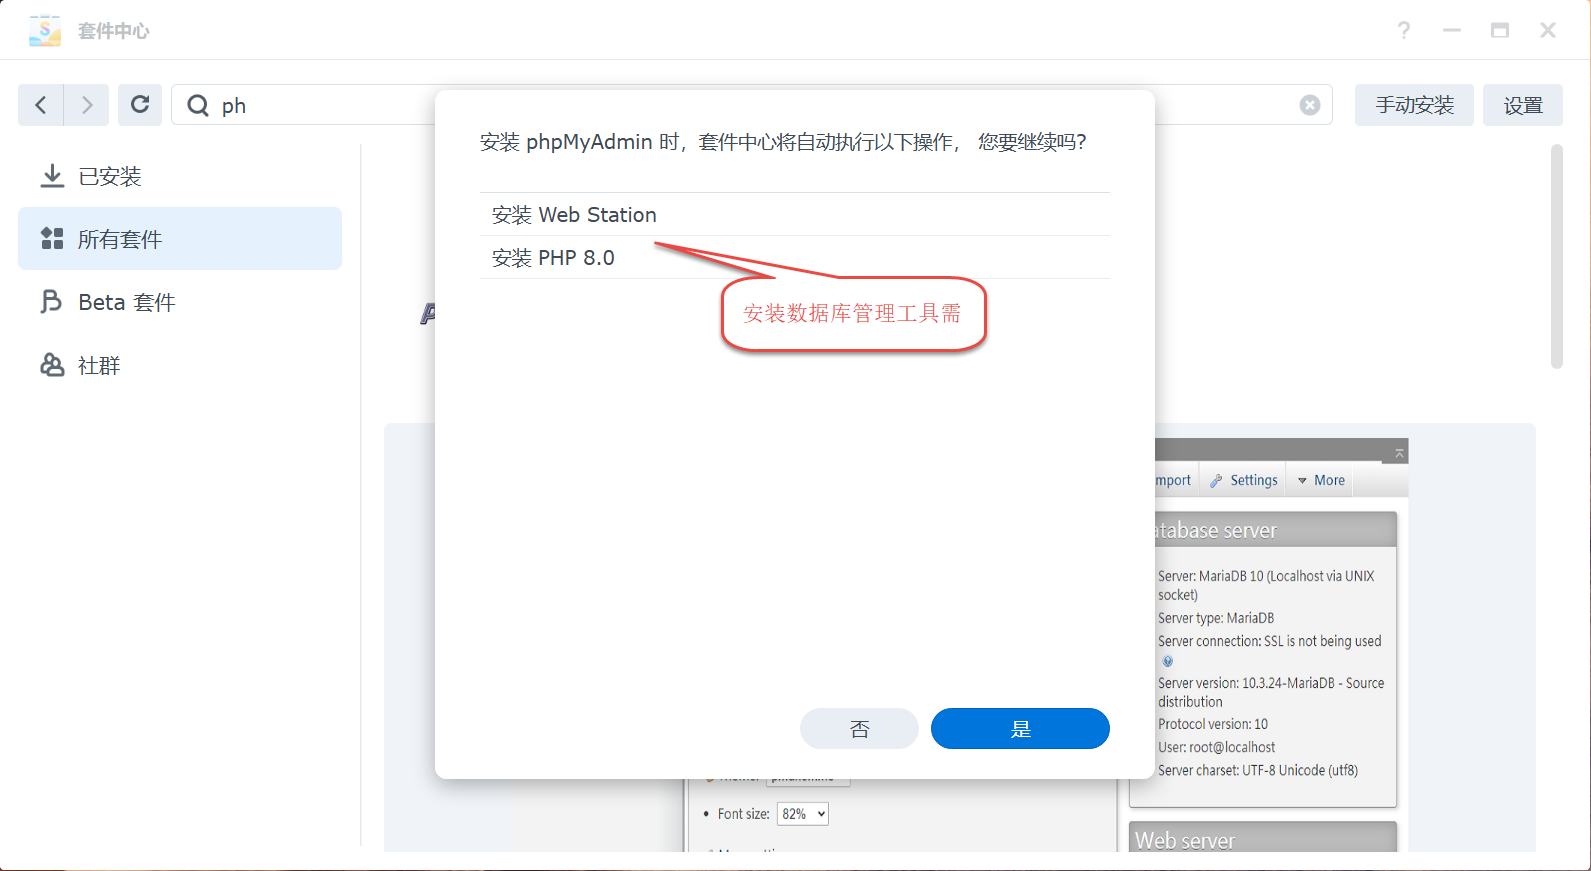 套件中心
ph
手动安装
设置
已安装
所有套件
Beta 套件
社群
安装 phpMyAdmin 时，套件中心将自动执行以下操作， 您要继续吗？
安装 Web Station
安装 PHP 8.0
安装数据库管理工具需
否
是
mport
Settings
More
atabase server
Server: MariaDB 10 (Localhost via UNIX
socket)
Server type: MariaDB
Server connection: SSL is not being used
Server version: 10.3.24-MariaDB - Source
distribution
Protocol version: 10
User: root@localhost
Server charset: UTF-8 Unicode (utf8)
• Font size: 82%
Web server